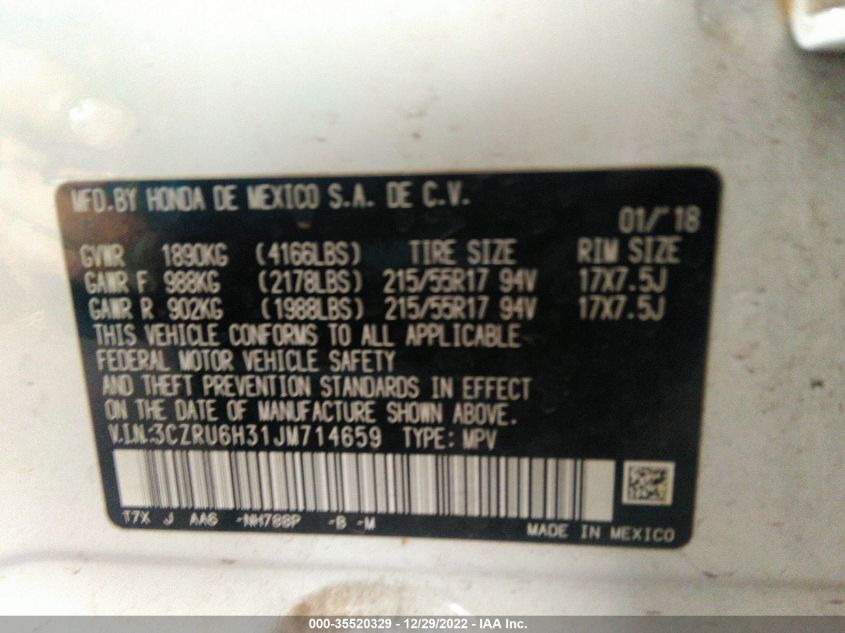 MFD.BY HONDA DE MEXICO S.A. DE C.V.
01/'18
GVWR 1890KG (4166LBS) TIRE SIZE RIM SIZE
GAWR F 988KG (2178LBS) 215/55R17 94V 17X7.5J
GAWR R 902KG (1988LBS) 215/55R17 94V 17X7.5J
THIS VEHICLE CONFORMS TO ALL APPLICABLE
FEDERAL MOTOR VEHICLE SAFETY
AND THEFT PREVENTION STANDARDS IN EFFECT
ON THE DATE OF MANUFACTURE SHOWN ABOVE.
V.I.N:3CZRU6H31JM714659 TYPE: MPV
T7X J AA6 -NH788P -B -M
MADE IN MEXICO
000-35520329 - 12/29/2022 - IAA Inc.